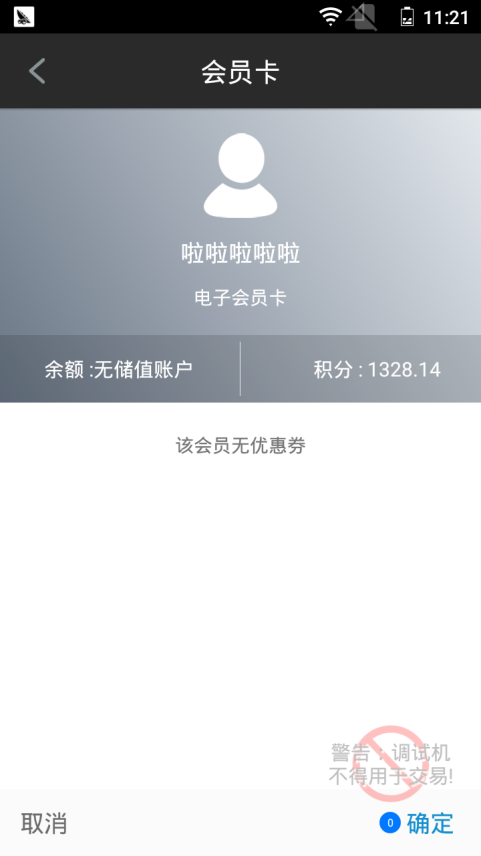 11:21
会员卡
啦啦啦啦啦
电子会员卡
余额 :无储值账户
积分 : 1328.14
该会员无优惠券
警告：调试机
不得用于交易!
取消
0 确定